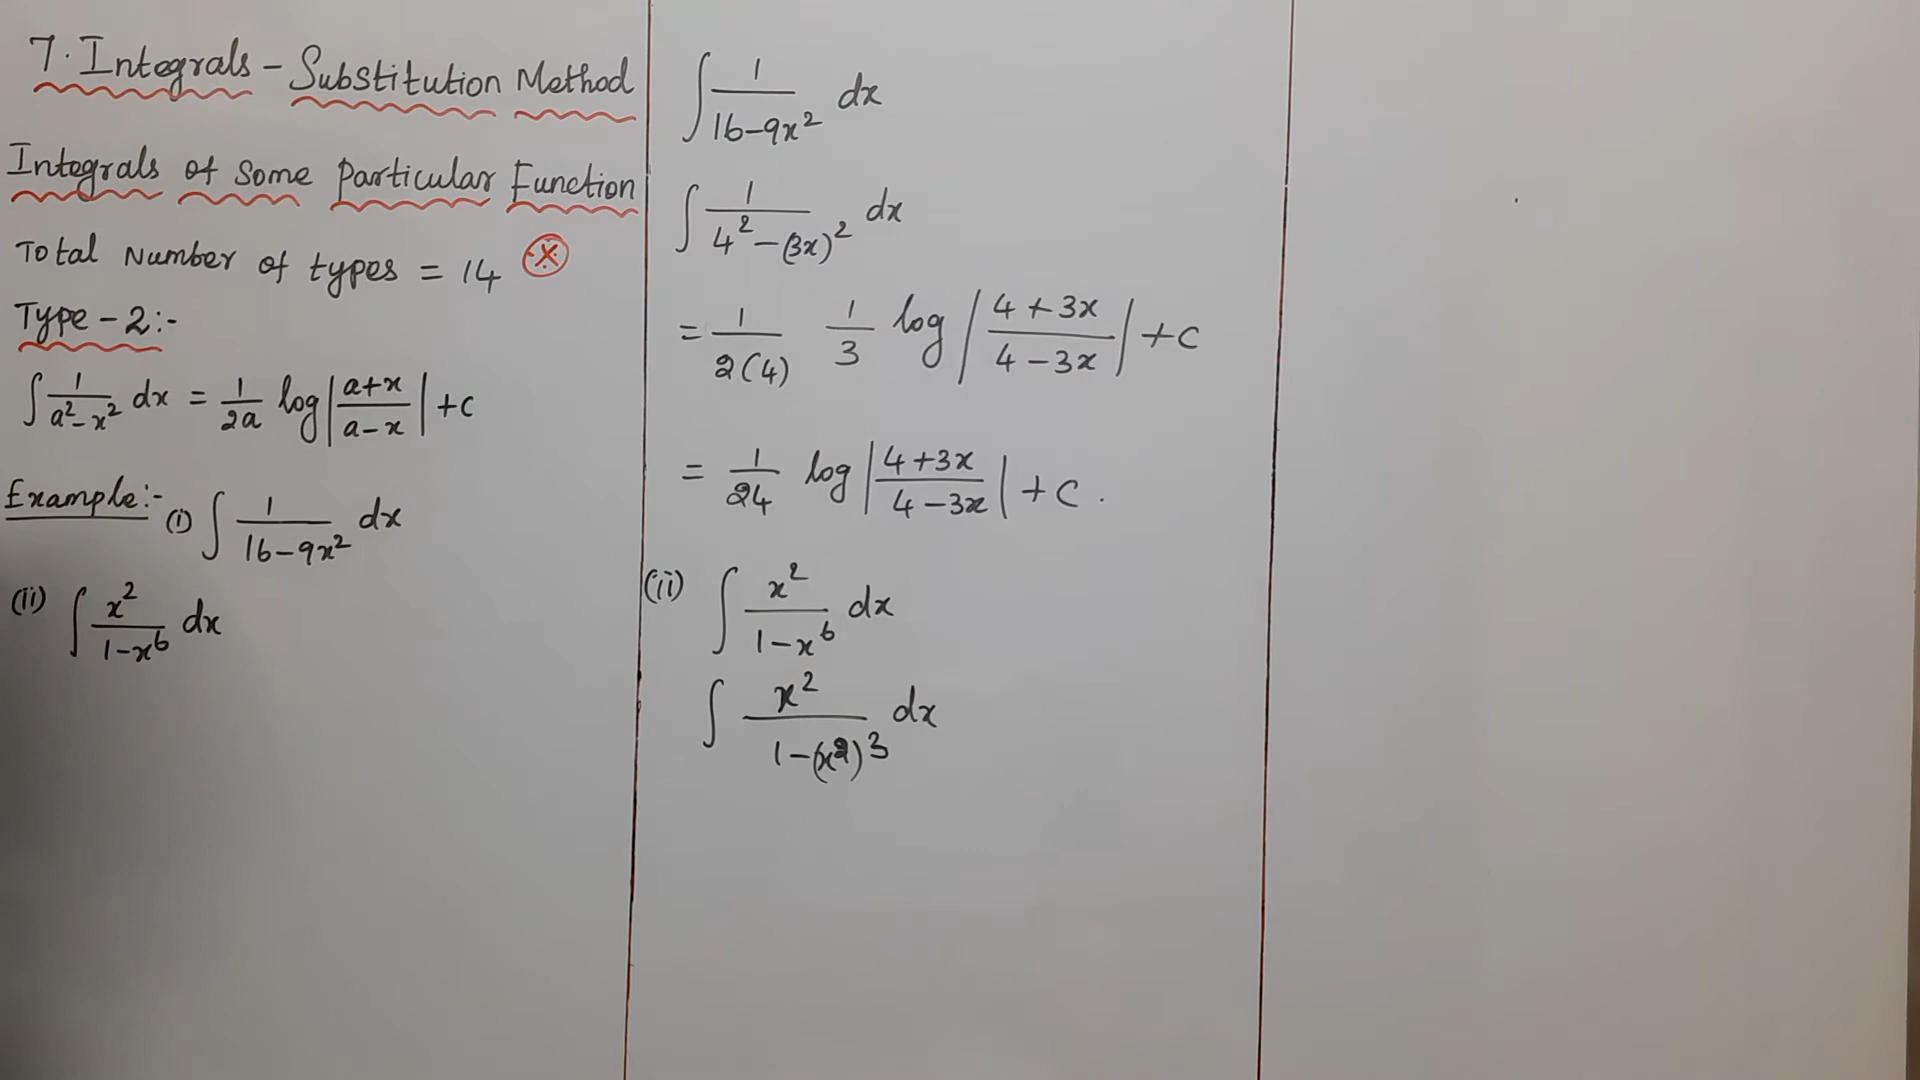 7. Integrals - Substitution Method
Integrals of Some Particular Function
Total Number of types = 14 ⊛
Type - 2:-
∫ 1/(a²-x²) dx = 1/2a log |(a+x)/(a-x)| + c
Example:- (i) ∫ 1/(16-9x²) dx
(ii) ∫ x²/(1-x⁶) dx
∫ 1/(16-9x²) dx
∫ 1/(4²-(3x)²) dx
= 1/2(4) 1/3 log |(4+3x)/(4-3x)| + c
= 1/24 log |(4+3x)/(4-3x)| + c.
(ii) ∫ x²/(1-x⁶) dx
∫ x²/(1-(x²)³) dx